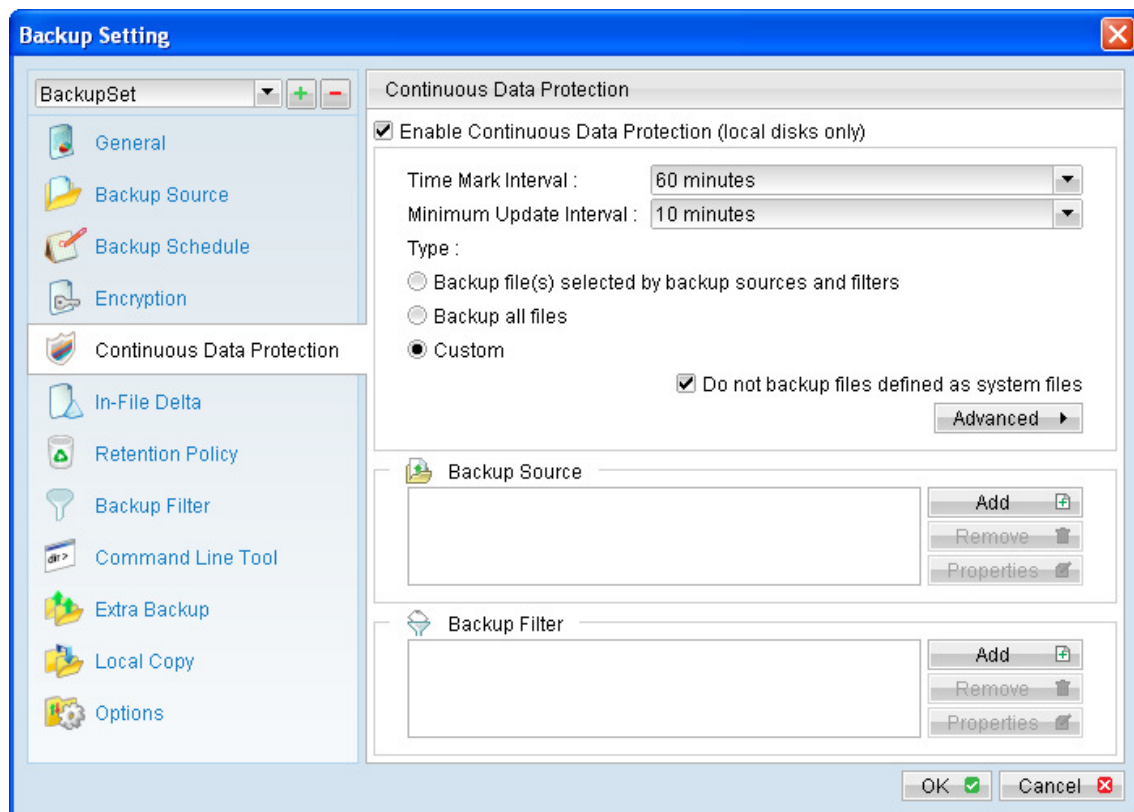 Backup Setting
BackupSet
General
Backup Source
Backup Schedule
Encryption
Continuous Data Protection
In-File Delta
Retention Policy
Backup Filter
dir>
Command Line Tool
Extra Backup
Local Copy
Options
Continuous Data Protection
Enable Continuous Data Protection (local disks only)
Time Mark Interval : 60 minutes
Minimum Update Interval : 10 minutes
Type :
Backup file(s) selected by backup sources and filters
Backup all files
Custom
Do not backup files defined as system files
Advanced
Backup Source
Add
Remove
Properties
Backup Filter
Add
Remove
Properties
OK Cancel